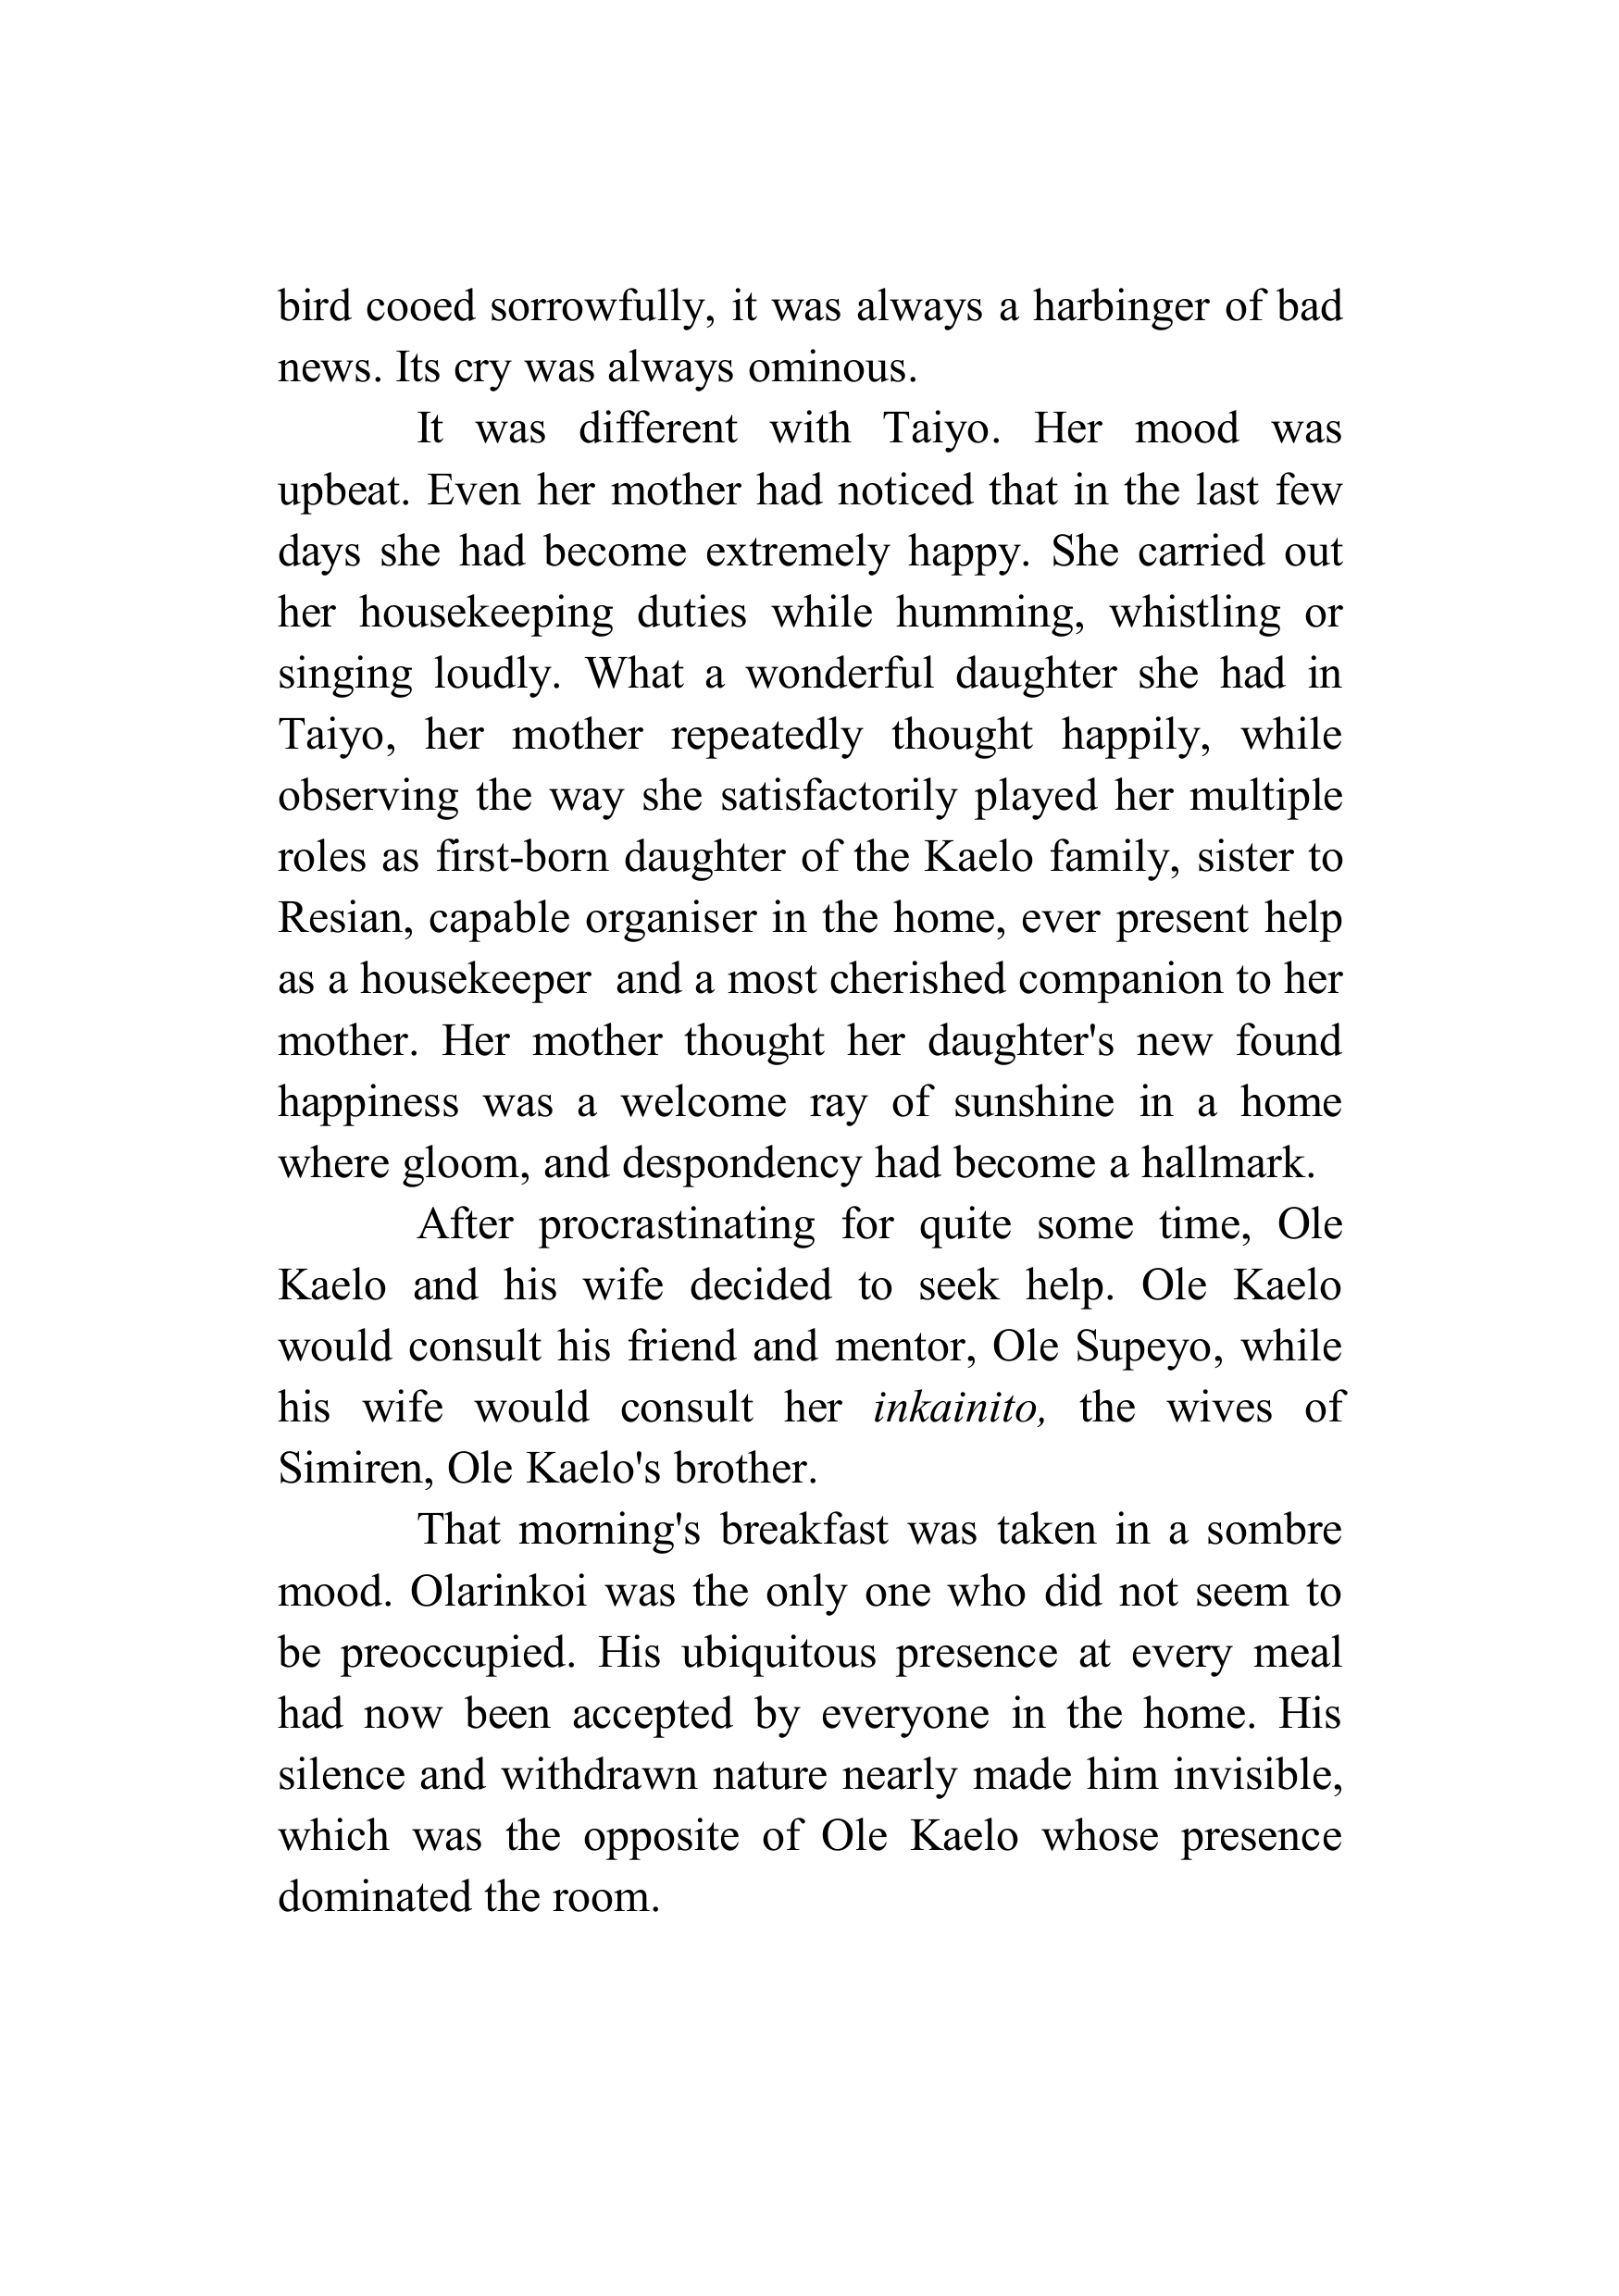 bird cooed sorrowfully, it was always a harbinger of bad
news. Its cry was always ominous.
It was different with Taiyo. Her mood was
upbeat. Even her mother had noticed that in the last few
days she had become extremely happy. She carried out
her housekeeping duties while humming, whistling or
singing loudly. What a wonderful daughter she had in
Taiyo, her mother repeatedly thought happily, while
observing the way she satisfactorily played her multiple
roles as first-born daughter of the Kaelo family, sister to
Resian, capable organiser in the home, ever present help
as a housekeeper  and a most cherished companion to her
mother. Her mother thought her daughter's new found
happiness was a welcome ray of sunshine in a home
where gloom, and despondency had become a hallmark.
After procrastinating for quite some time, Ole
Kaelo and his wife decided to seek help. Ole Kaelo
would consult his friend and mentor, Ole Supeyo, while
his wife would consult her inkainito, the wives of
Simiren, Ole Kaelo's brother.
That morning's breakfast was taken in a sombre
mood. Olarinkoi was the only one who did not seem to
be preoccupied. His ubiquitous presence at every meal
had now been accepted by everyone in the home. His
silence and withdrawn nature nearly made him invisible,
which was the opposite of Ole Kaelo whose presence
dominated the room.